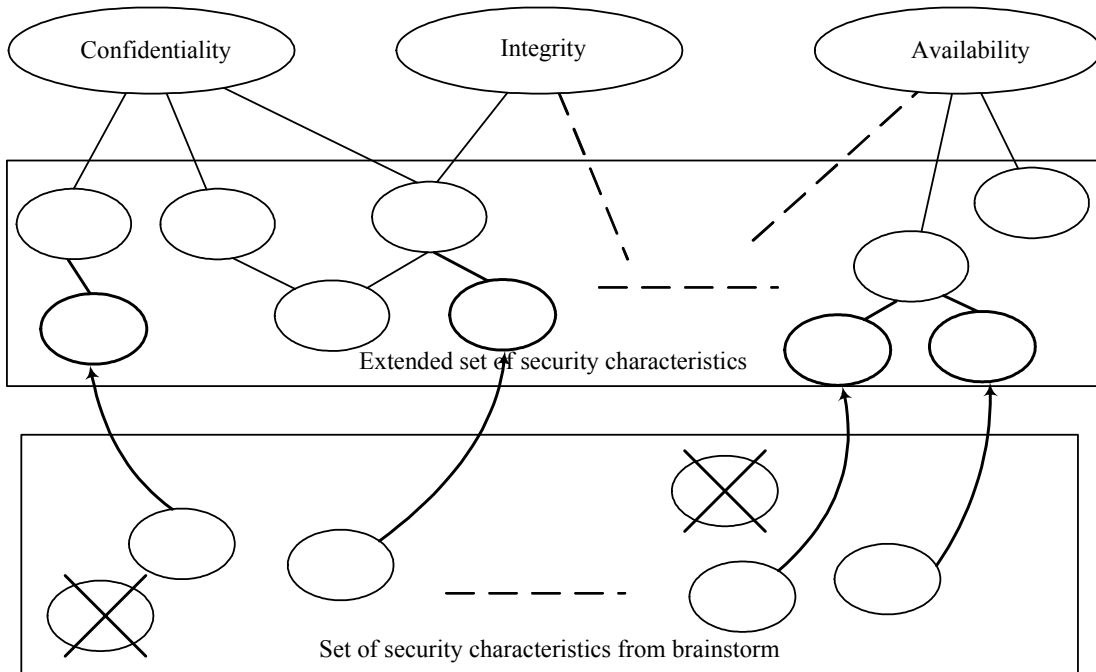 Confidentiality
Integrity
Availability
Extended set of security characteristics
Set of security characteristics from brainstorm